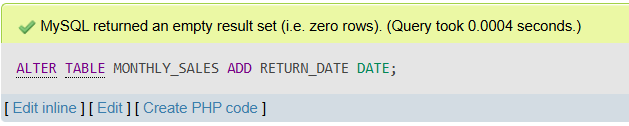 MySQL returned an empty result set (i.e. zero rows). (Query took 0.0004 seconds.)
ALTER TABLE MONTHLY_SALES ADD RETURN_DATE DATE;
[ Edit inline ] [ Edit ] [ Create PHP code ]